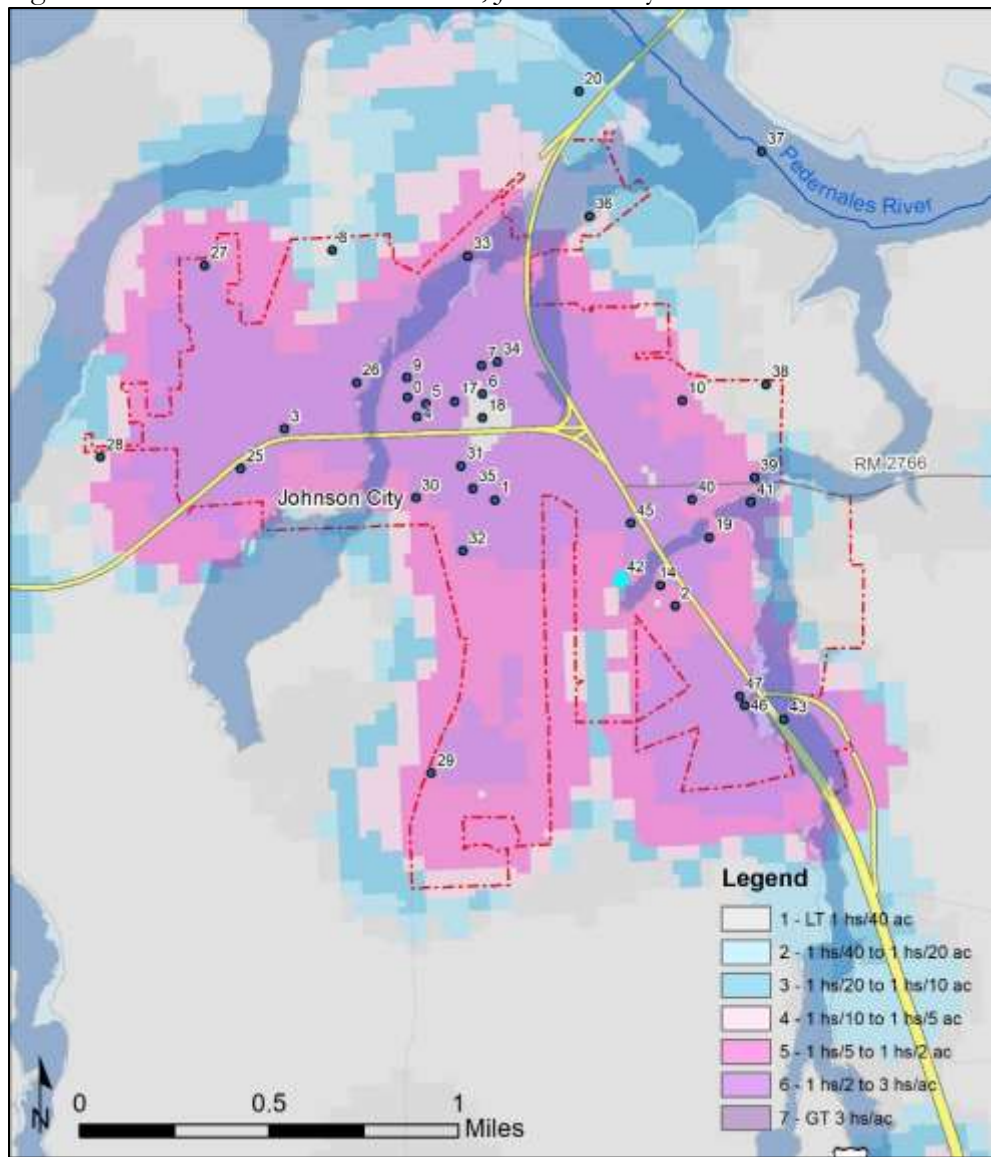 20
37
Pedernales River
36
8
33
27
7 34
26
9
6
0
5
17
10
38
4
18
3
28
31
25
39
RM 2766
35
Johnson City
30
1
40
41
45
19
32
42
14
2
47
46
43
29
Legend
1 - LT 1 hs/40 ac
2 - 1 hs/40 to 1 hs/20 ac
3 - 1 hs/20 to 1 hs/10 ac
4 - 1 hs/10 to 1 hs/5 ac
5 - 1 hs/5 to 1 hs/2 ac
6 - 1 hs/2 to 3 hs/ac
7 - GT 3 hs/ac
N
0 0.5 1
Miles